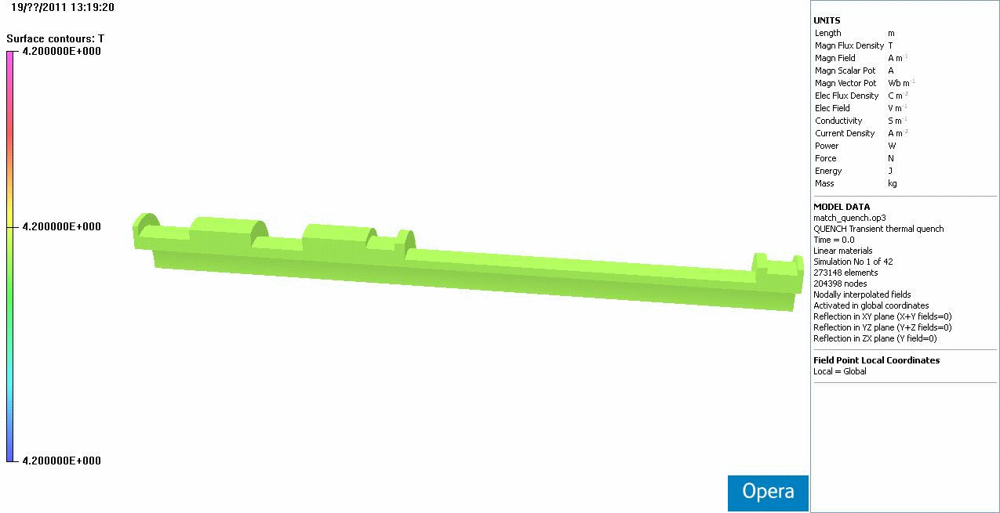 19/??/2011 13:19:20
Surface contours: T
4.200000E+000
4.200000E+000
4.200000E+000
Opera
UNITS
Length m
Magn Flux Density T
Magn Field A m⁻¹
Magn Scalar Pot A
Magn Vector Pot Wb m⁻¹
Elec Flux Density C m⁻²
Elec Field V m⁻¹
Conductivity S m⁻¹
Current Density A m⁻²
Power W
Force N
Energy J
Mass kg
MODEL DATA
match_quench.op3
QUENCH Transient thermal quench
Time = 0.0
Linear materials
Simulation No 1 of 42
273148 elements
204398 nodes
Nodally interpolated fields
Activated in global coordinates
Reflection in XY plane (X+Y fields=0)
Reflection in YZ plane (Y+Z fields=0)
Reflection in ZX plane (Y field=0)
Field Point Local Coordinates
Local = Global